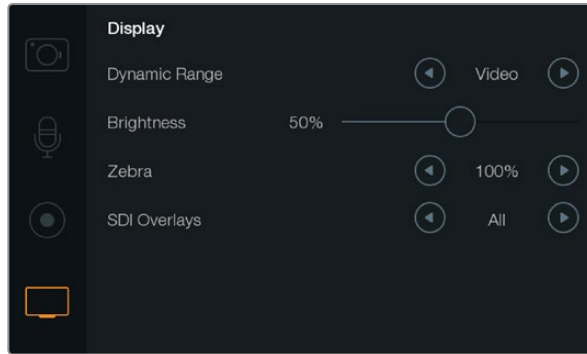 Display
Dynamic Range Video
Brightness 50%
Zebra 100%
SDI Overlays All